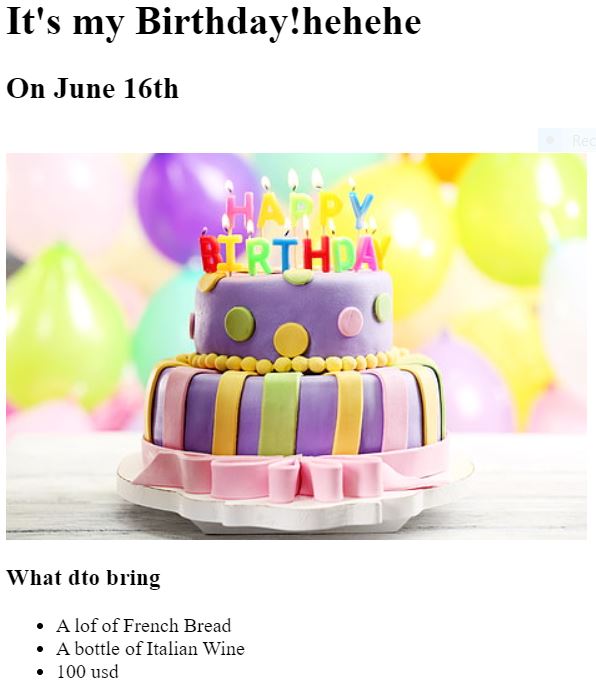 It's my Birthday!hehehe
On June 16th
Rec
HAPPY
BIRTHDAY
What dto bring
A lof of French Bread
A bottle of Italian Wine
100 usd